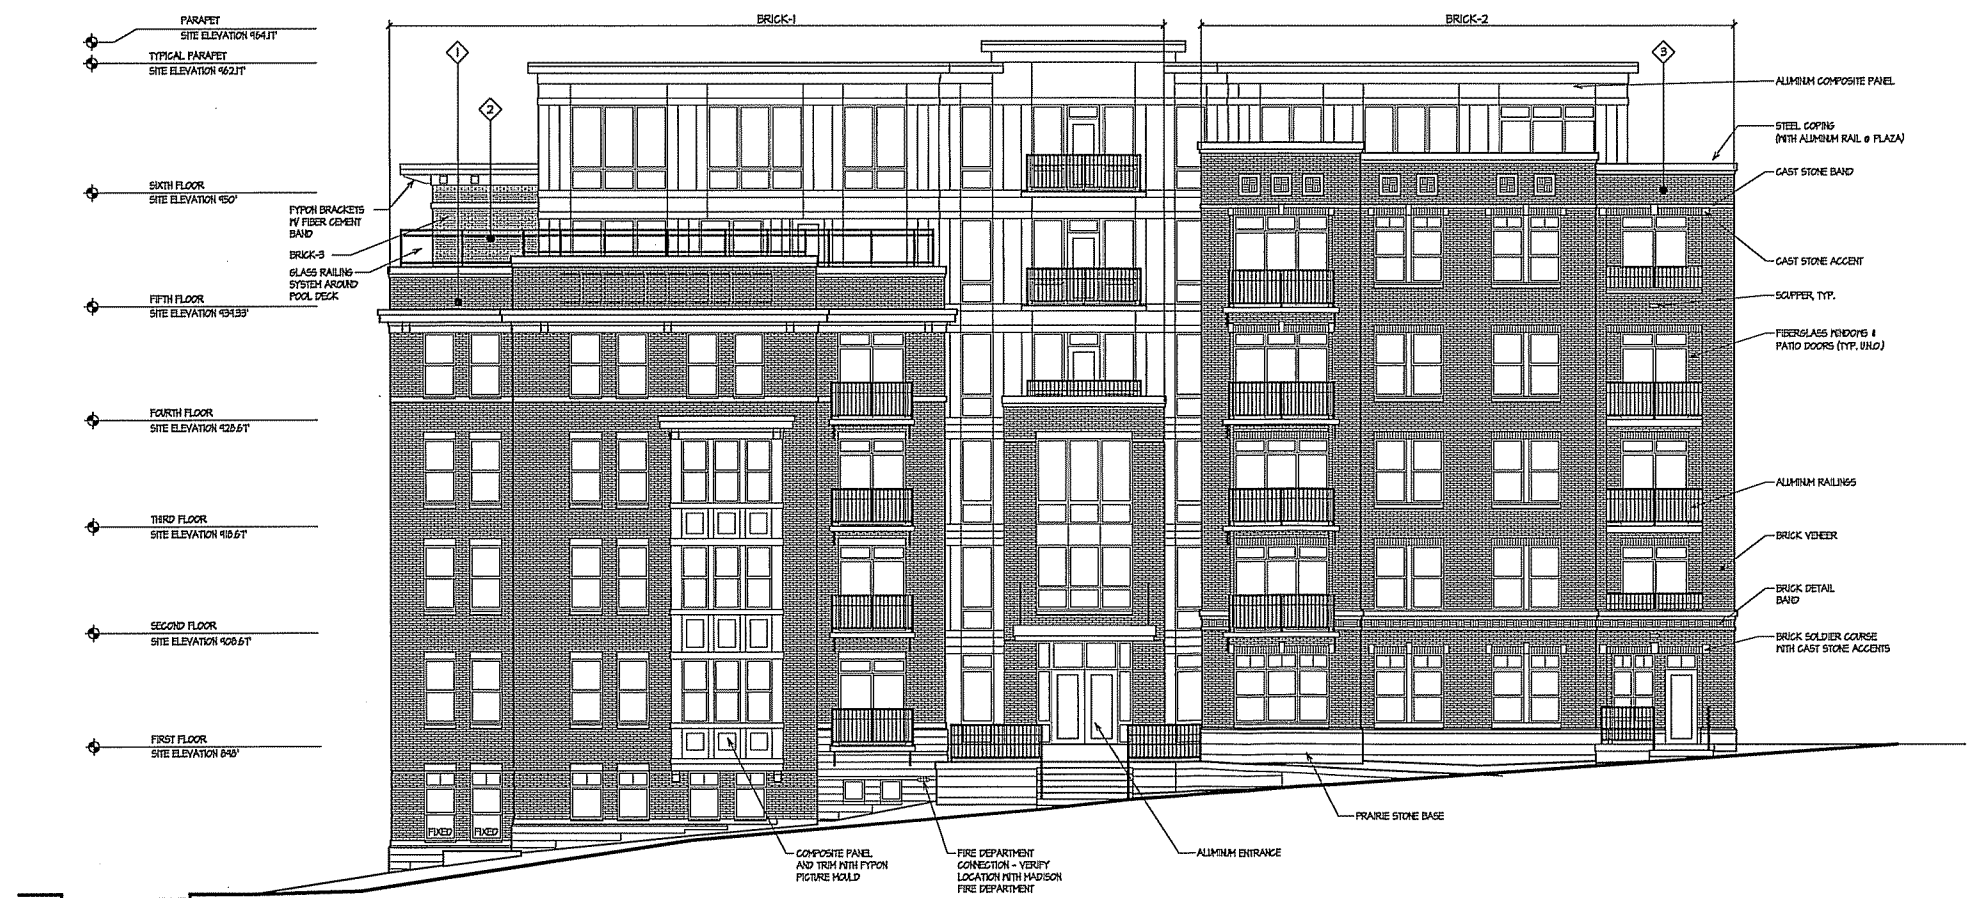 BRICK-1
BRICK-2
PARAPET
SITE ELEVATION 964.17'
TYPICAL PARAPET
SITE ELEVATION 962.17'
1
2
3
ALUMINUM COMPOSITE PANEL
STEEL COPING
(WITH ALUMINUM RAIL @ PLAZA)
CAST STONE BAND
SIXTH FLOOR
SITE ELEVATION 950'
FYPON BRACKETS
W/ FIBER CEMENT
BAND
BRICK-3
GLASS RAILING
SYSTEM AROUND
POOL DECK
CAST STONE ACCENT
SCUPPER, TYP.
FIFTH FLOOR
SITE ELEVATION 939.33'
FIBERGLASS WINDOWS &
PATIO DOORS (TYP. U.N.O.)
FOURTH FLOOR
SITE ELEVATION 928.67'
ALUMINUM RAILINGS
THIRD FLOOR
SITE ELEVATION 918.67'
BRICK VENEER
BRICK DETAIL
BAND
SECOND FLOOR
SITE ELEVATION 908.67'
BRICK SOLDIER COURSE
WITH CAST STONE ACCENTS
FIRST FLOOR
SITE ELEVATION 898'
FIXED
FIXED
PRAIRIE STONE BASE
COMPOSITE PANEL
AND TRIM WITH FYPON
PICTURE MOULD
FIRE DEPARTMENT
CONNECTION - VERIFY
LOCATION WITH MADISON
FIRE DEPARTMENT
ALUMINUM ENTRANCE